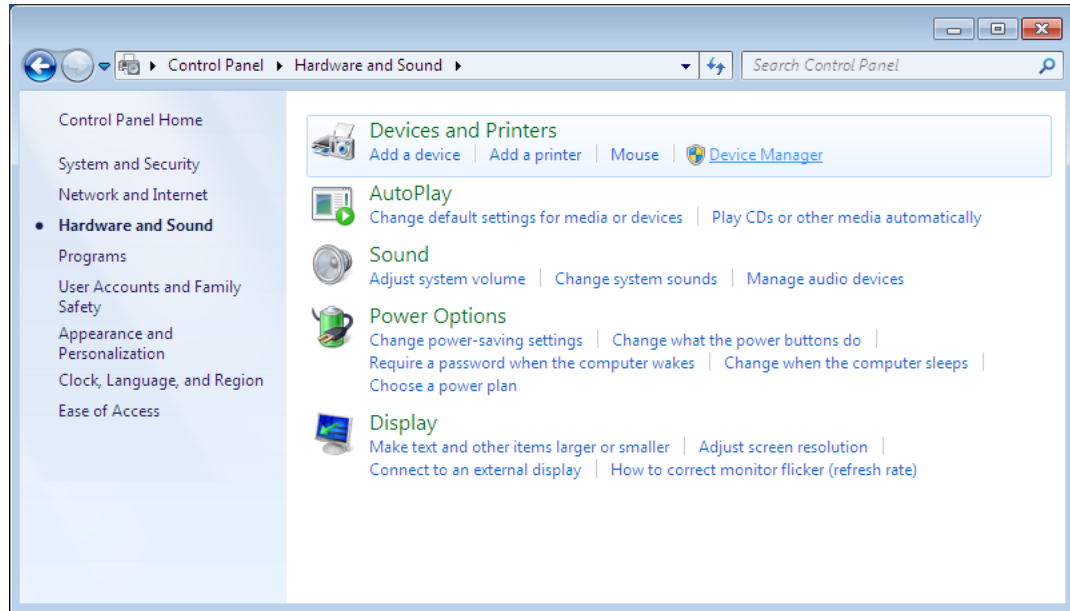 Control Panel Hardware and Sound
Search Control Panel
Control Panel Home
System and Security
Network and Internet
Hardware and Sound
Programs
User Accounts and Family
Safety
Appearance and
Personalization
Clock, Language, and Region
Ease of Access
Devices and Printers
Add a device Add a printer Mouse Device Manager
AutoPlay
Change default settings for media or devices Play CDs or other media automatically
Sound
Adjust system volume Change system sounds Manage audio devices
Power Options
Change power-saving settings Change what the power buttons do
Require a password when the computer wakes Change when the computer sleeps
Choose a power plan
Display
Make text and other items larger or smaller Adjust screen resolution
Connect to an external display How to correct monitor flicker (refresh rate)